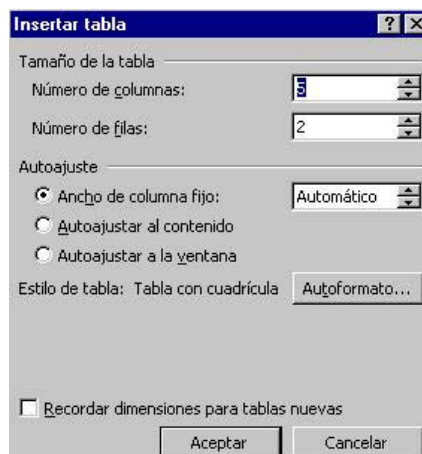 Insertar tabla ? X
Tamaño de la tabla
Número de columnas: 5
Número de filas: 2
Autoajuste
Ancho de columna fijo: Automático
Autoajustar al contenido
Autoajustar a la ventana
Estilo de tabla: Tabla con cuadrícula Autoformato...
Recordar dimensiones para tablas nuevas
Aceptar Cancelar